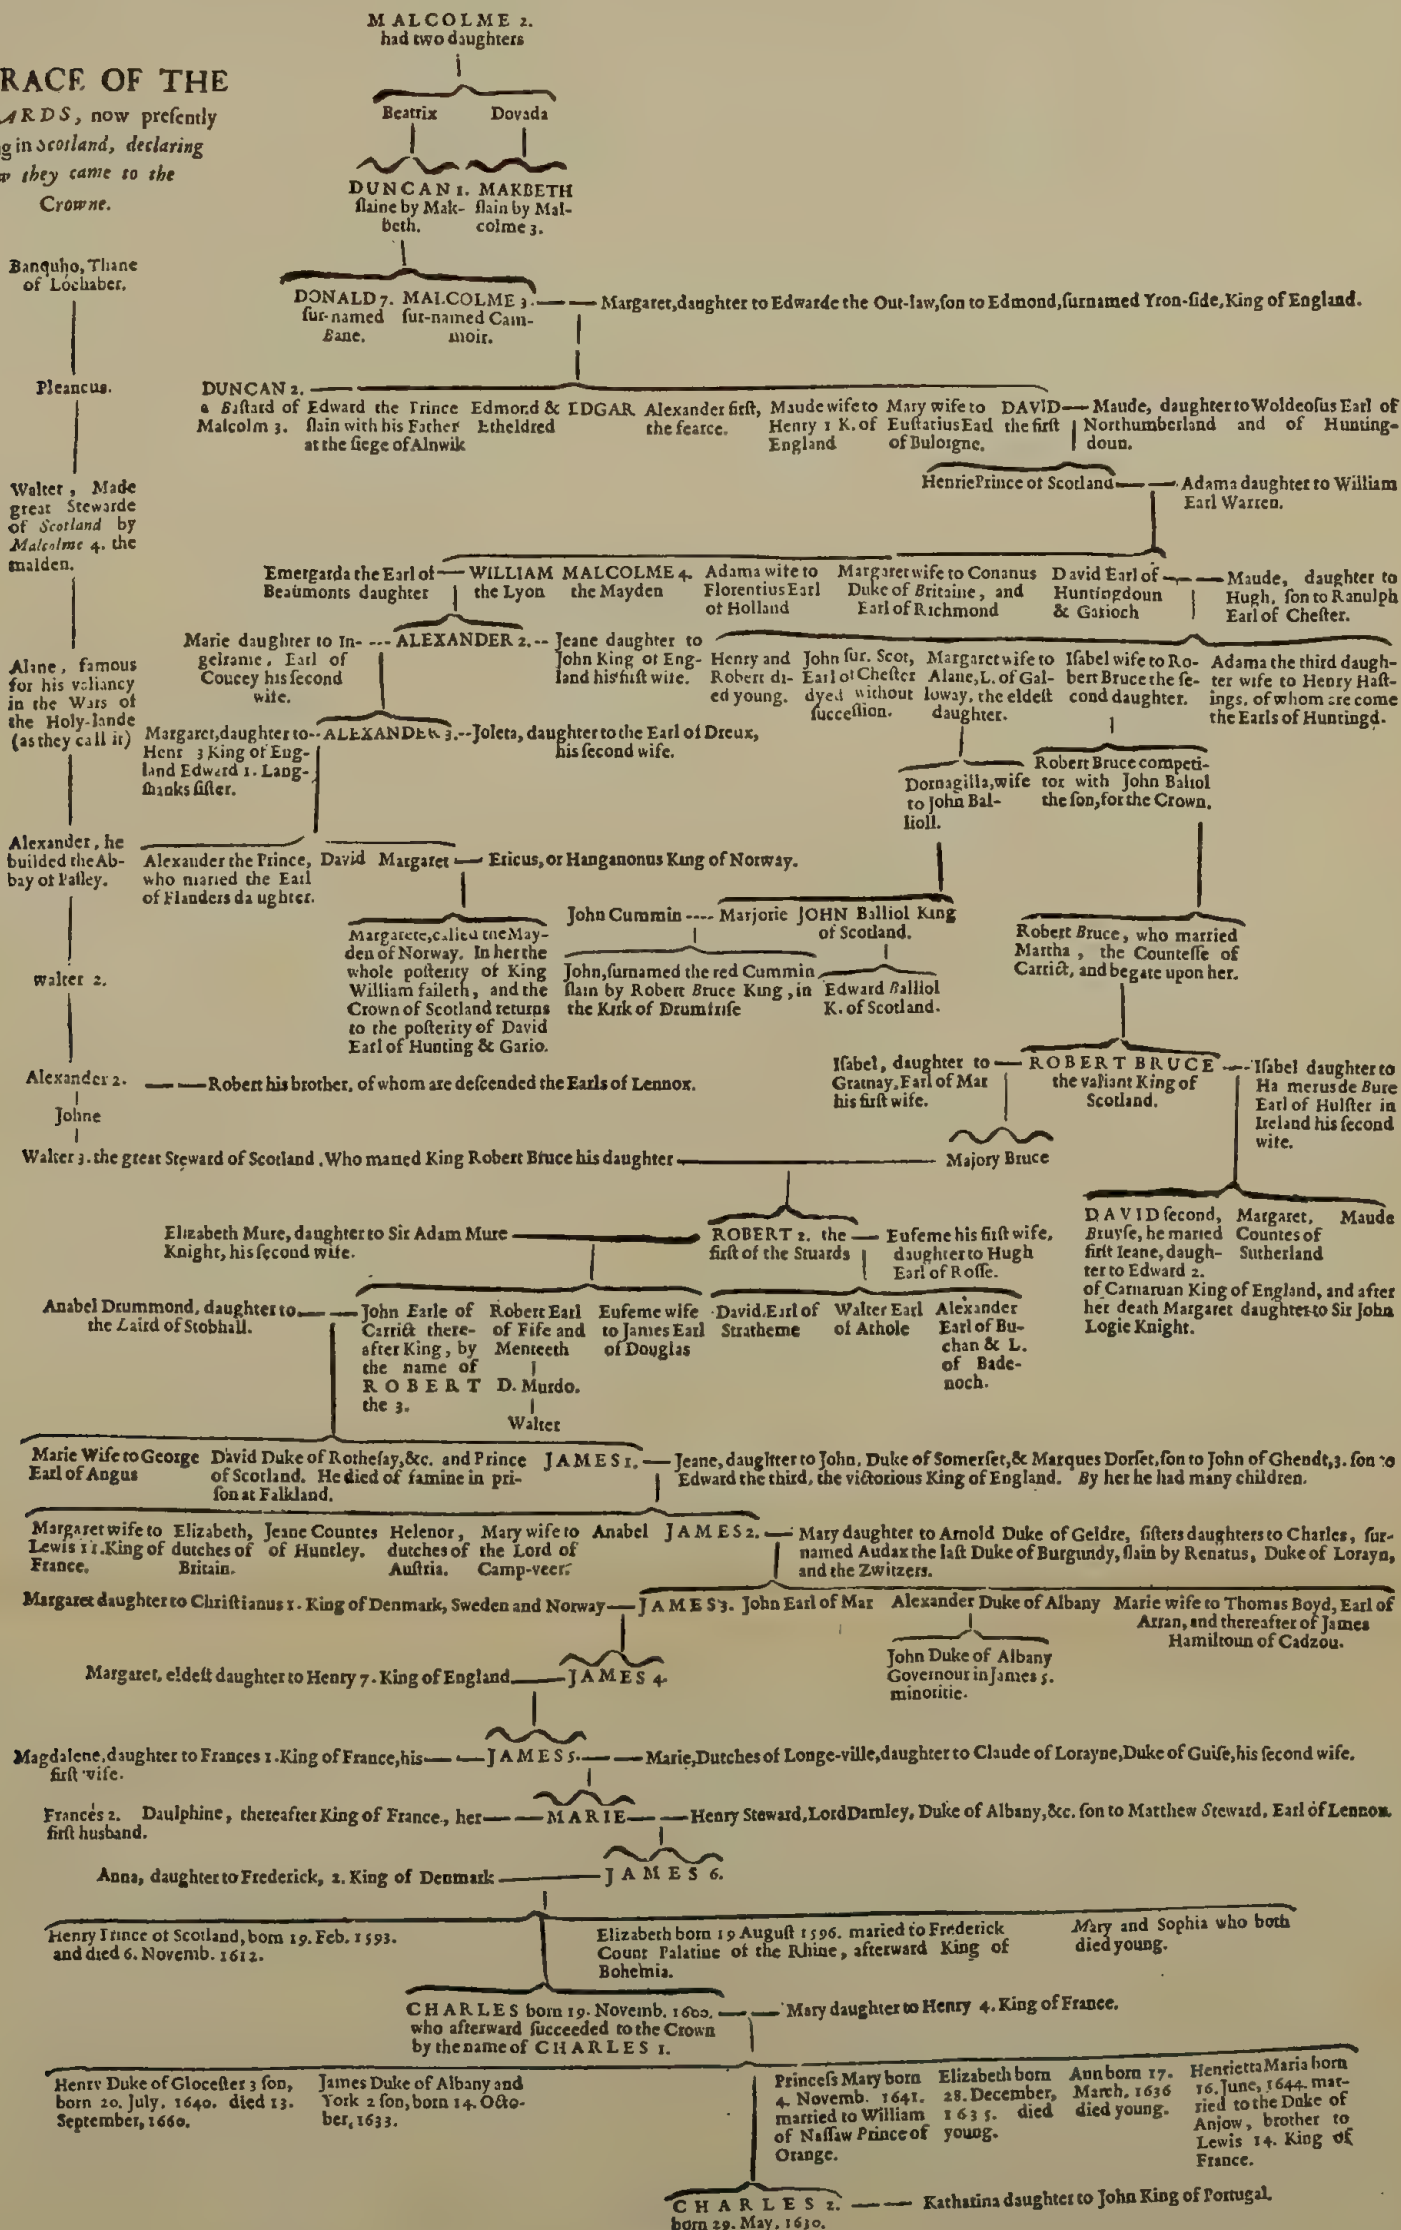 MALCOLME 2.
had two daughters
RACE OF THE
ARDS, now preſently
g in Scotland, declaring
they came to the
Crowne.
Beatrix
Dovada
DUNCAN 1.
ſlaine by Mak-
beth.
MAKBETH
ſlain by Mal-
colme 3.
Banquho, Thane
of Lochaber.
DONALD 7.
ſur-named
Bane.
MALCOLME 3.
ſur-named Cam-
moir.
Margaret, daughter to Edwarde the Out-law, ſon to Edmond, ſurnamed Yron-ſide, King of England.
Pleancus.
DUNCAN 2.
a Baſtard of
Malcolm 3.
Edward the Prince
ſlain with his Father
at the ſiege of Alnwik
Edmond &
Etheldred
EDGAR
Alexander firſt,
the fearce.
Maude wife to
Henry 1 K. of
England
Mary wife to
Euſtatius Earl
of Buloigne.
DAVID
the firſt
Maude, daughter to Woldeoſus Earl of
Northumberland and of Hunting-
doun.
Walter, Made
great Stewarde
of Scotland by
Malcolme 4. the
maiden.
Henrie Prince of Scotland
Adama daughter to William
Earl Warren.
Emergarda the Earl of
Beaumonts daughter
WILLIAM
the Lyon
MALCOLME 4.
the Mayden
Adama wife to
Florentius Earl
of Holland
Margaret wife to Conanus
Duke of Britaine, and
Earl of Richmond
David Earl of
Huntingdoun
& Garioch
Maude, daughter to
Hugh, ſon to Ranulph
Earl of Cheſter.
Alane, famous
for his valiancy
in the Wars of
the Holy-lande
(as they call it)
Marie daughter to In-
gelrame, Earl of
Coucey his ſecond
wife.
ALEXANDER 2.
Jeane daughter to
John King of Eng-
land his firſt wife.
Henry and
Robert di-
ed young.
John ſur. Scot,
Earl of Cheſter
dyed without
ſucceſſion.
Margaret wife to
Alane, L. of Gal-
loway, the eldeſt
daughter.
Iſabel wife to Ro-
bert Bruce the ſe-
cond daughter.
Adama the third daugh-
ter wife to Henry Haſt-
ings, of whom are come
the Earls of Huntingd.
Margaret, daughter to
Henr 3 King of Eng-
land Edward 1. Lang-
ſhanks ſiſter.
ALEXANDER 3.
Joleta, daughter to the Earl of Dreux,
his ſecond wife.
Dornagilla, wife
to John Bal-
lioll.
Robert Bruce competi-
tor with John Baliol
the ſon, for the Crown.
Alexander, he
builded the Ab-
bay of Paſley.
Alexander the Prince,
who maried the Earl
of Flanders daughter.
David
Margaret
Ericus, or Hanganonus King of Norway.
Margarete, called the May-
den of Norway. In her the
whole poſterity of King
William faileth, and the
Crown of Scotland returns
to the poſterity of David
Earl of Hunting & Gario.
John Cummin
Marjorie
JOHN Balliol King
of Scotland.
John, ſurnamed the red Cummin
ſlain by Robert Bruce King, in
the Kirk of Drumfriſe
Edward Balliol
K. of Scotland.
Robert Bruce, who married
Martha, the Counteſſe of
Carrict, and begate upon her.
walter 2.
Alexander 2.
Robert his brother, of whom are deſcended the Earls of Lennox.
Iſabel, daughter to
Gratnay, Earl of Mar
his firſt wife.
ROBERT BRUCE
the valiant King of
Scotland.
Iſabel daughter to
Ha merus de Bure
Earl of Hulſter in
Ireland his ſecond
wife.
Johne
Walter 3. the great Steward of Scotland. Who maried King Robert Bruce his daughter
Majory Bruce
Elizabeth Mure, daughter to Sir Adam Mure
Knight, his ſecond wife.
ROBERT 2. the
firſt of the Stuards
Eufeme his firſt wife,
daughter to Hugh
Earl of Roſſe.
DAVID ſecond,
Bruyſe, he maried
firſt Ieane, daugh-
ter to Edward 2.
of Carnaruan King of England, and after
her death Margaret daughter to Sir John
Logie Knight.
Margaret,
Countes of
Sutherland
Maude
Anabel Drummond, daughter to
the Laird of Stobhall.
John Earle of
Carrict there-
after King, by
the name of
ROBERT
the 3.
Robert Earl
of Fife and
Menteeth
D. Murdo.
Walter
Eufeme wife
to James Earl
of Douglas
David, Earl of
Stratherne
Walter Earl
of Athole
Alexander
Earl of Bu-
chan & L.
of Bade-
noch.
Marie Wife to George
Earl of Angus
David Duke of Rotheſay, &c. and Prince
of Scotland. He died of famine in pri-
ſon at Falkland.
JAMES 1.
Jeane, daughter to John, Duke of Somerſet, & Marques Dorſet, ſon to John of Ghendt, 3. ſon to
Edward the third, the victorious King of England. By her he had many children.
Margaret wife to
Lewis 11. King of
France.
Elizabeth,
dutches of
Britain.
Jeane Countes
of Huntley.
Helenor,
dutches of
Auſtria.
Mary wife to
the Lord of
Camp-veer.
Anabel
JAMES 2.
Mary daughter to Arnold Duke of Geldre, ſiſters daughters to Charles, ſur-
named Audax the laſt Duke of Burgundy, ſlain by Renatus, Duke of Lorayn,
and the Zwitzers.
Margaret daughter to Chriſtianus 1. King of Denmark, Sweden and Norway
JAMES 3.
John Earl of Mar
Alexander Duke of Albany
Marie wife to Thomas Boyd, Earl of
Arran, and thereafter of James
Hamiltoun of Cadzou.
John Duke of Albany
Governour in James 5.
minoritie.
Margaret, eldeſt daughter to Henry 7. King of England
JAMES 4.
Magdalene, daughter to Frances 1. King of France, his
firſt wife.
JAMES 5.
Marie, Dutches of Longe-ville, daughter to Claude of Lorayne, Duke of Guiſe, his ſecond wife.
Frances 2. Daulphine, thereafter King of France, her
firſt husband.
MARIE
Henry Steward, Lord Darnley, Duke of Albany, &c. ſon to Matthew Steward, Earl of Lennox.
Anna, daughter to Frederick, 2. King of Denmark
JAMES 6.
Henry Prince of Scotland, born 19. Feb. 1593.
and died 6. Novemb. 1612.
Elizabeth born 19 Auguſt 1596. maried to Frederick
Count Palatine of the Rhine, afterward King of
Bohemia.
Mary and Sophia who both
died young.
CHARLES born 19. Novemb. 1600.
who afterward ſucceeded to the Crown
by the name of CHARLES 1.
Mary daughter to Henry 4. King of France.
Henry Duke of Gloceſter 3 ſon,
born 20. July, 1640. died 13.
September, 1660.
James Duke of Albany and
York 2 ſon, born 14. Octo-
ber, 1633.
Princeſs Mary born
4. Novemb. 1641.
married to William
of Naſſaw Prince of
Orange.
Elizabeth born
28. December,
1635. died
young.
Ann born 17.
March. 1636
died young.
Henrietta Maria born
16. June, 1644. mar-
ried to the Duke of
Anjow, brother to
Lewis 14. King of
France.
CHARLES 2.
born 29. May, 1630.
Katharina daughter to John King of Portugal.